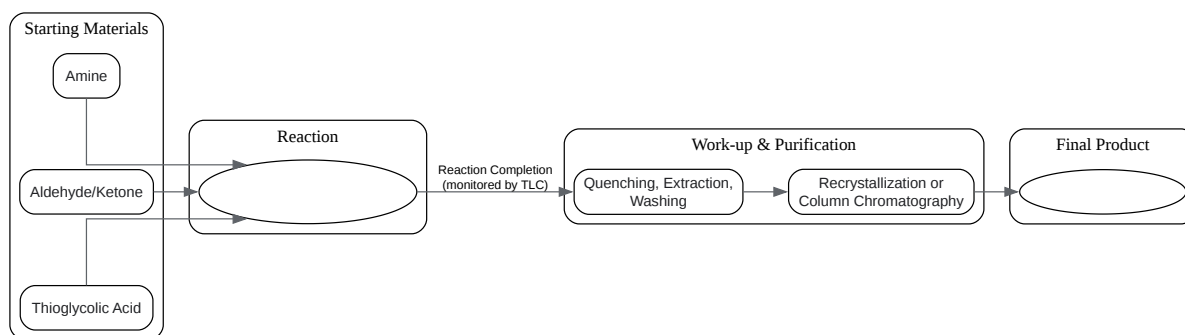 Starting Materials
Amine
Aldehyde/Ketone
Thioglycolic Acid
Reaction
Reaction Completion
(monitored by TLC)
Work-up & Purification
Quenching, Extraction,
Washing
Recrystallization or
Column Chromatography
Final Product